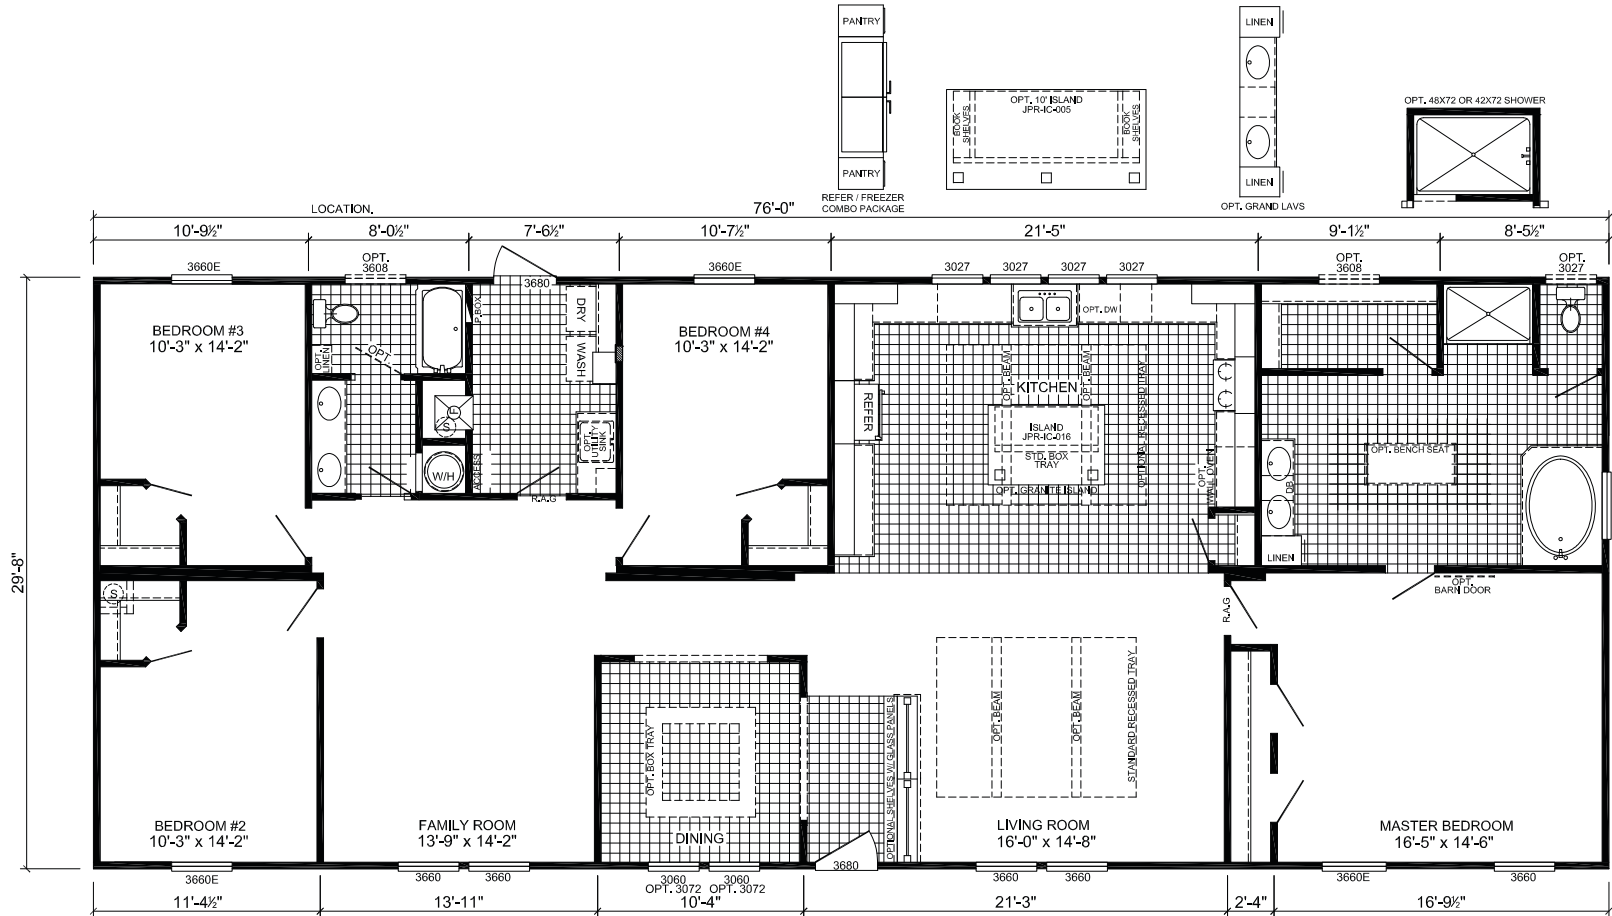 PANTRY
PANTRY
REFER / FREEZER
COMBO PACKAGE
OPT. 10' ISLAND
JPR-IC-005
BOOK
SHELVES
BOOK
SHELVES
LINEN
LINEN
OPT. GRAND LAVS
OPT. 48X72 OR 42X72 SHOWER
LOCATION.
76'-0"
10'-9½"
8'-0½"
7'-6½"
10'-7½"
21'-5"
9'-1½"
8'-5½"
3660E
OPT.
3608
3680
3660E
3027
3027
3027
3027
OPT.
3608
OPT.
3027
BEDROOM #3
10'-3" x 14'-2"
OPT.
LINEN
OPT.
P.BOX
DRY
WASH
BEDROOM #4
10'-3" x 14'-2"
OPT. DW
OPT. BEAM
OPT. BEAM
OPTIONAL RECESSED TRAY
KITCHEN
REFER
ISLAND
JPR-IC-016
STD. BOX
TRAY
OPT. GRANITE ISLAND
OPT.
WALL OVEN
F
S
W/H
ACCESS
OPT.
UTILITY
SINK
R.A.G
OPT. BENCH SEAT
DB
LINEN
29'-8"
S
R.A.G
OPT.
BARN DOOR
OPT. BOX TRAY
OPTIONAL SHELVES W/ GLASS PANELS
OPT. BEAM
OPT. BEAM
STANDARD RECESSED TRAY
BEDROOM #2
10'-3" x 14'-2"
FAMILY ROOM
13'-9" x 14'-2"
DINING
LIVING ROOM
16'-0" x 14'-8"
MASTER BEDROOM
16'-5" x 14'-6"
3660E
3660
3660
3060
3060
OPT. 3072
OPT. 3072
3680
3660
3660
3660E
3660
11'-4½"
13'-11"
10'-4"
21'-3"
2'-4"
16'-9½"